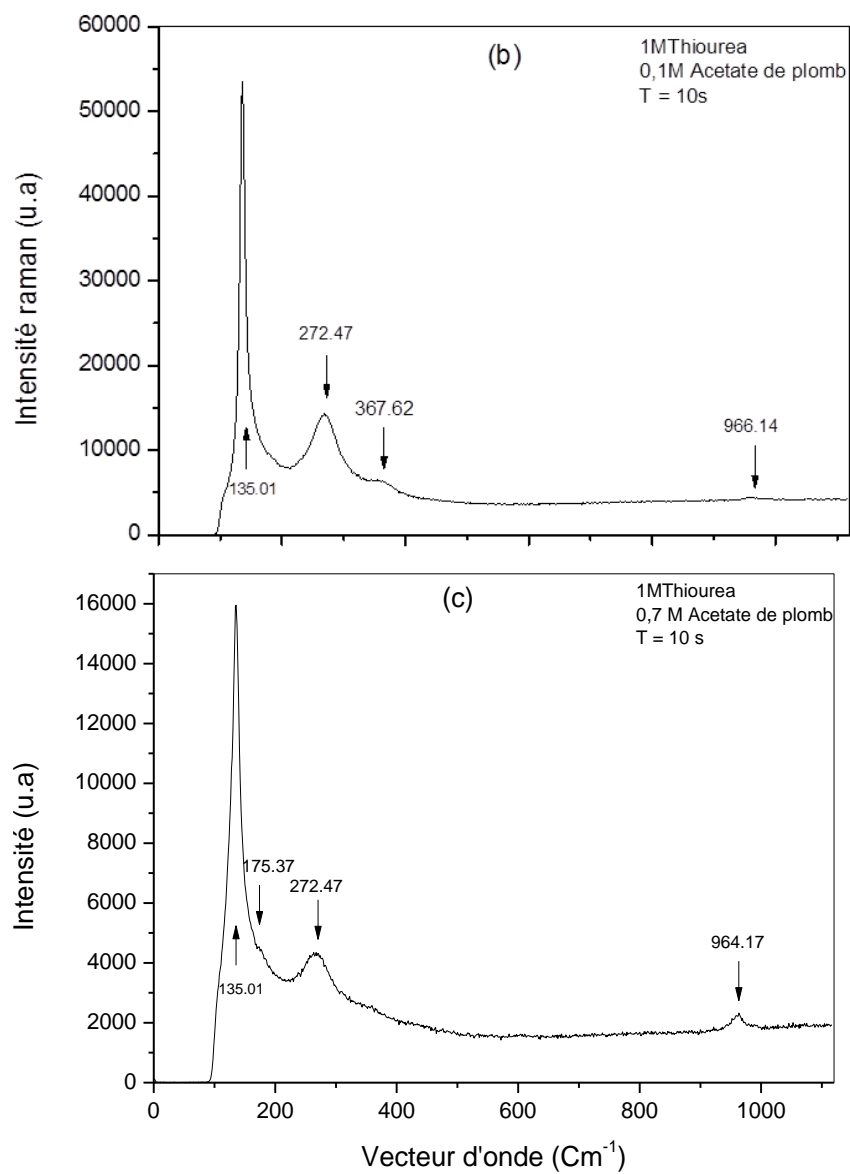 (b)
1MThiourea
0,1M Acetate de plomb
T = 10s
60000
50000
40000
30000
20000
10000
0
Intensité raman (u.a)
272.47
367.62
966.14
135.01
(c)
1MThiourea
0,7 M Acetate de plomb
T = 10 s
16000
14000
12000
10000
8000
6000
4000
2000
0
Intensité (u.a)
175.37
272.47
964.17
135.01
0 200 400 600 800 1000
Vecteur d'onde (Cm⁻¹)